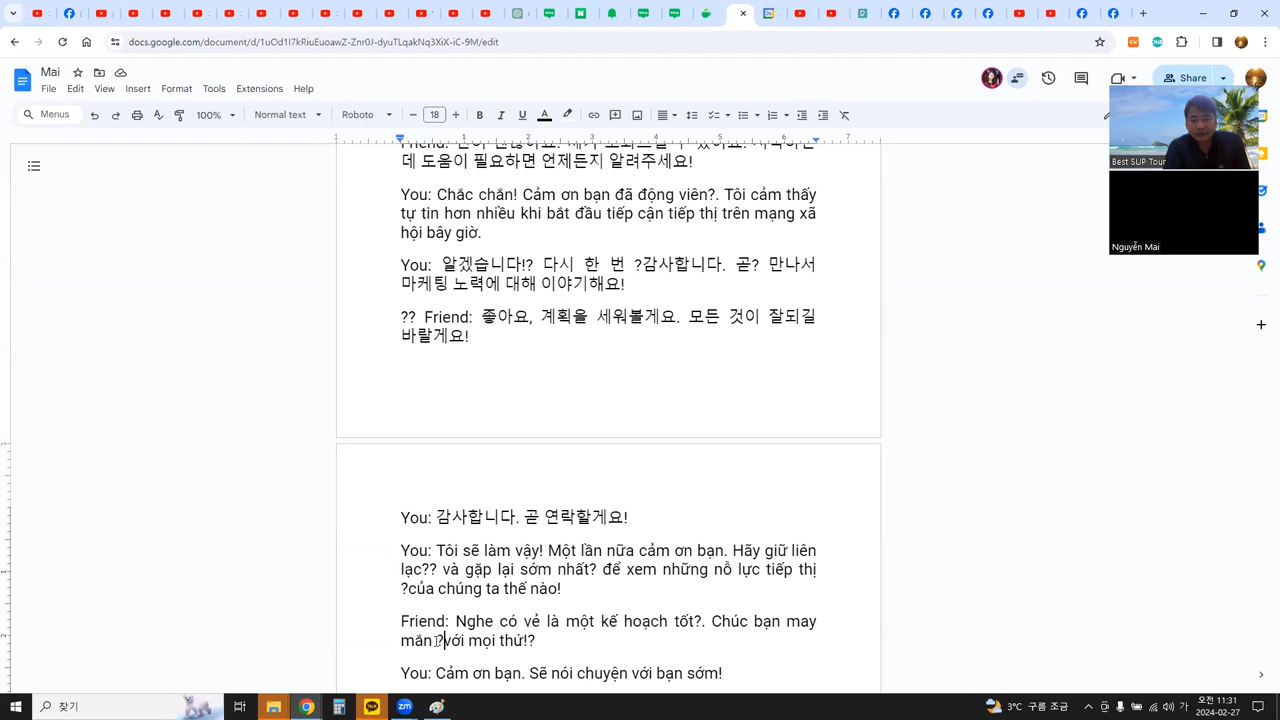 docs.google.com/document/d/1uOd1I7kRiuEuoawZ-Znr0J-dyuTLqakNq3XiX-iC-9M/edit
Mai
Share
File Edit View Insert Format Tools Extensions Help
Menus 100% Normal text Roboto 18
1 1 2 3 4 5 6 7
Best SUP Tour
Nguyễn Mai
데 도움이 필요하면 언제든지 알려주세요!
You: Chắc chắn! Cảm ơn bạn đã động viên?. Tôi cảm thấy
tự tin hơn nhiều khi bắt đầu tiếp cận tiếp thị trên mạng xã
hội bây giờ.
You: 알겠습니다!? 다시 한 번 ?감사합니다. 곧? 만나서
마케팅 노력에 대해 이야기해요!
?? Friend: 좋아요, 계획을 세워볼게요. 모든 것이 잘되길
바랄게요!
You: 감사합니다. 곧 연락할게요!
You: Tôi sẽ làm vậy! Một lần nữa cảm ơn bạn. Hãy giữ liên
lạc?? và gặp lại sớm nhất? để xem những nỗ lực tiếp thị
?của chúng ta thế nào!
Friend: Nghe có vẻ là một kế hoạch tốt?. Chúc bạn may
mắn ?với mọi thứ!?
You: Cảm ơn bạn. Sẽ nói chuyện với bạn sớm!
찾기
3°C 구름 조금
가
오전 11:31
2024-02-27